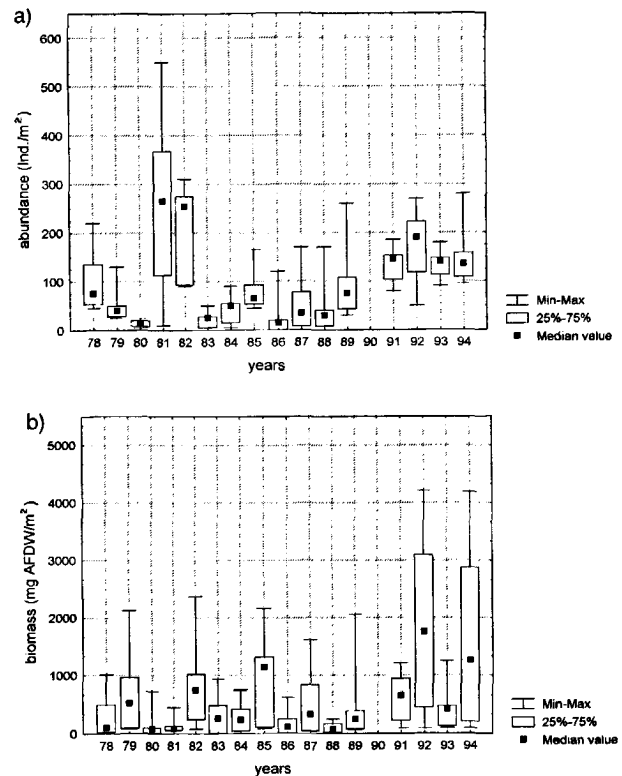 a)
600
500
400
300
200
100
0
abundance (Ind./m²)
78 79 80 81 82 83 84 85 86 87 88 89 90 91 92 93 94
years
Min-Max
25%-75%
Median value
b)
5000
4000
3000
2000
1000
0
biomass (mg AFDW/m²)
78 79 80 81 82 83 84 85 86 87 88 89 90 91 92 93 94
years
Min-Max
25%-75%
Median value